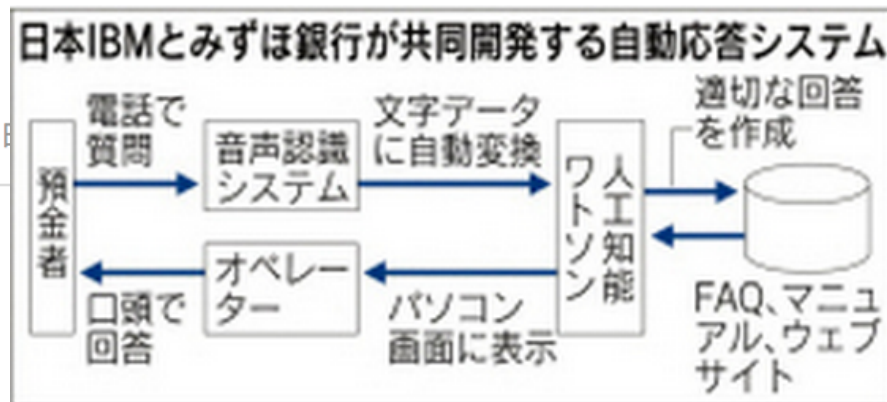 日本IBMとみずほ銀行が共同開発する自動応答システム
預金者
電話で
質問
音声認識
システム
文字データ
に自動変換
人工知能
ワトソン
適切な回答
を作成
FAQ、マニュ
アル、ウェブ
サイト
パソコン
画面に表示
オペレー
ター
口頭で
回答